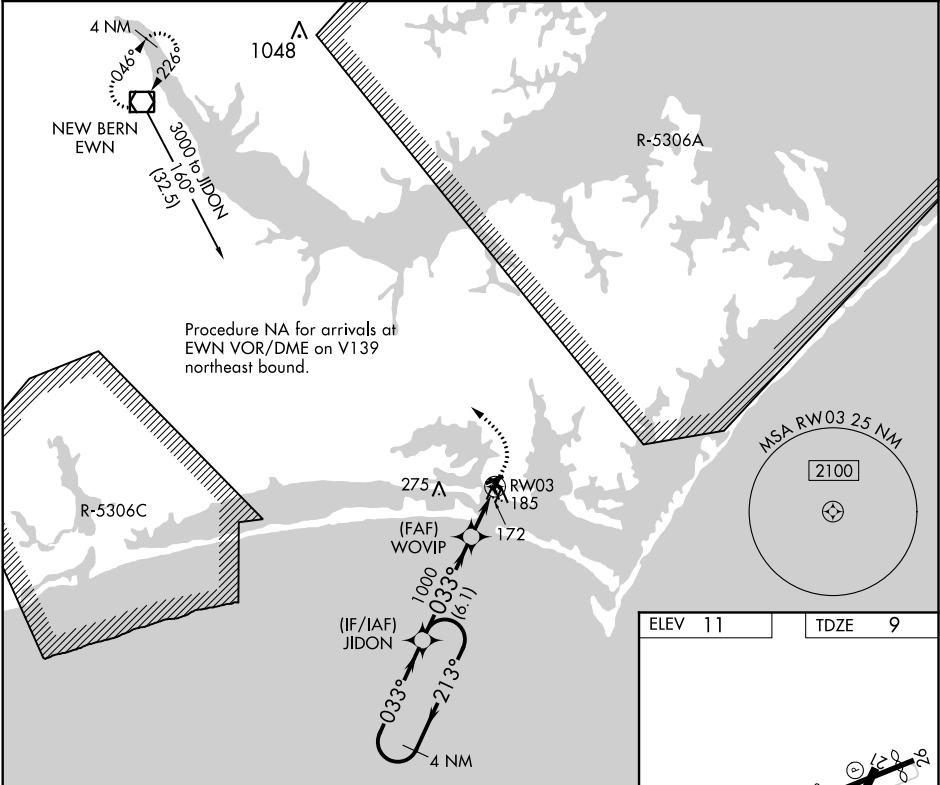 4 NM
046°
226°
1048
NEW BERN
EWN
3000 to JIDON
160°
(32.5)
R-5306A
Procedure NA for arrivals at
EWN VOR/DME on V139
northeast bound.
MSA RW03 25 NM
2100
R-5306C
275
RW03
185
172
(FAF)
WOVIP
1000
033°
(6.1)
(IF/IAF)
JIDON
033°
213°
4 NM
ELEV 11
TDZE 9
P
21
26